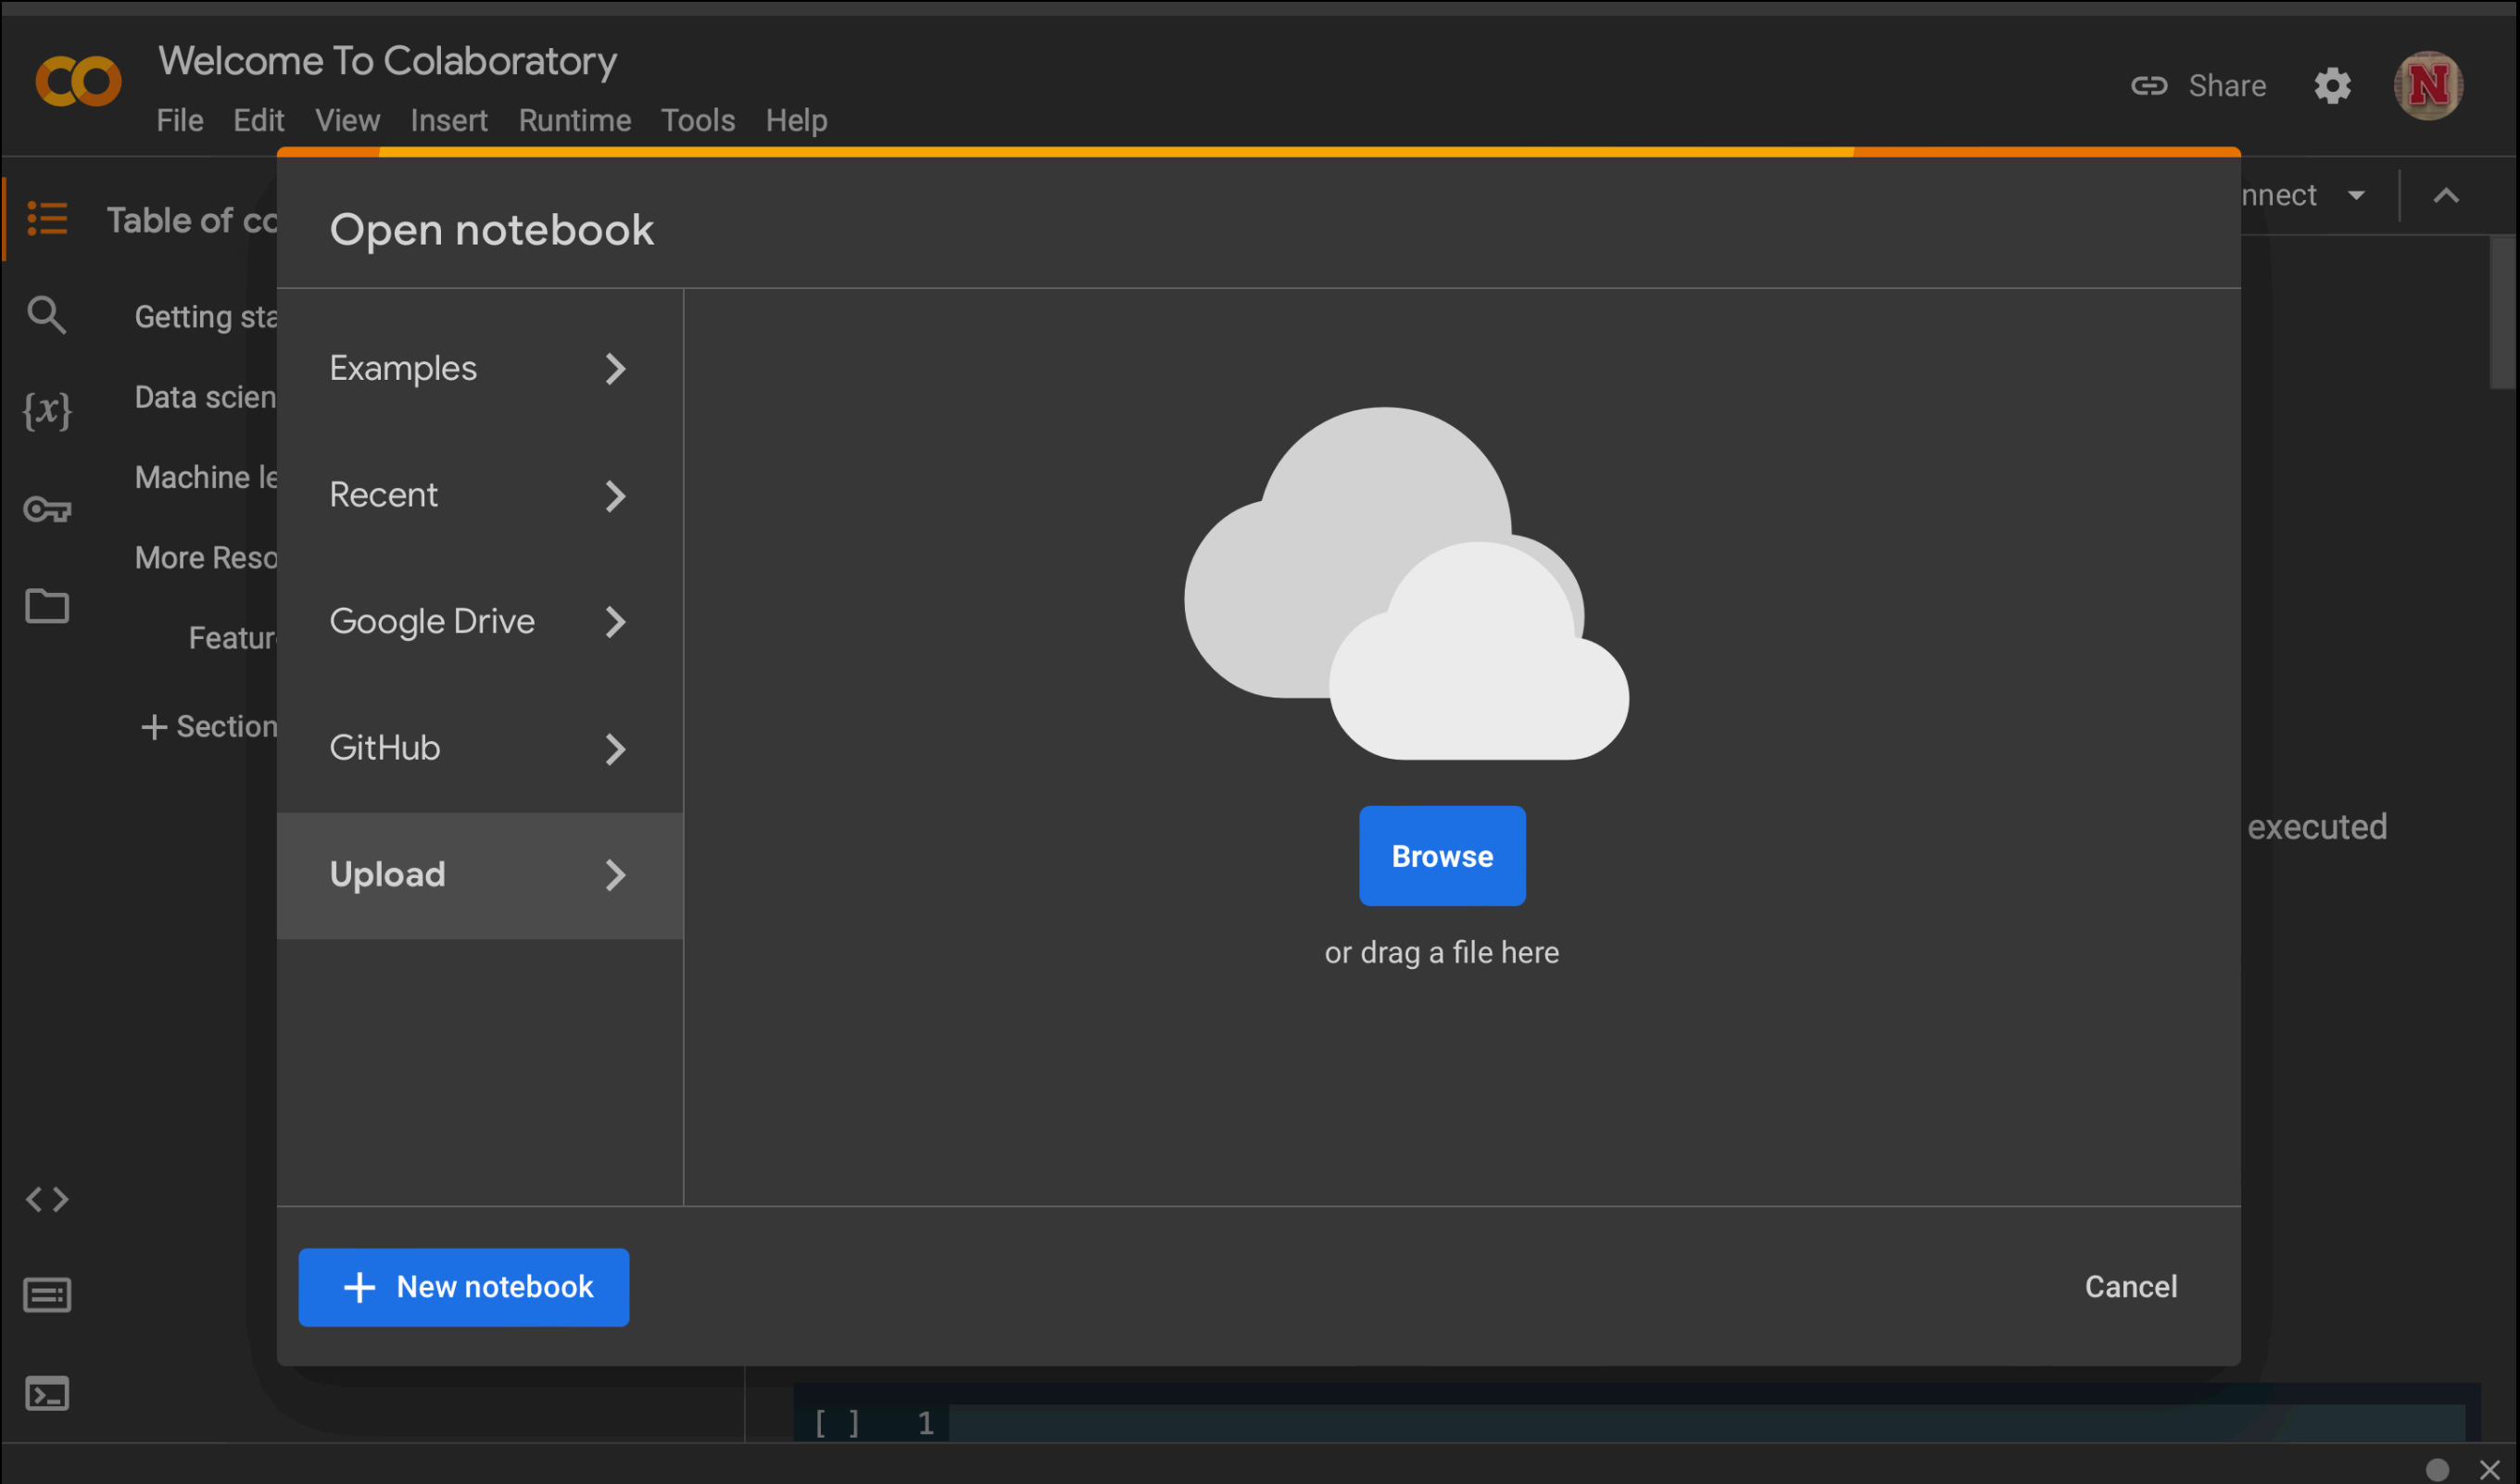 Welcome To Colaboratory
File Edit View Insert Runtime Tools Help
Share
N
Table of co
nnect
Open notebook
Getting sta
Data scien
Machine le
More Reso
Featur
+ Section
{x}
Examples
Recent
Google Drive
GitHub
Upload
Browse
or drag a file here
executed
+ New notebook
Cancel
[ ] 1